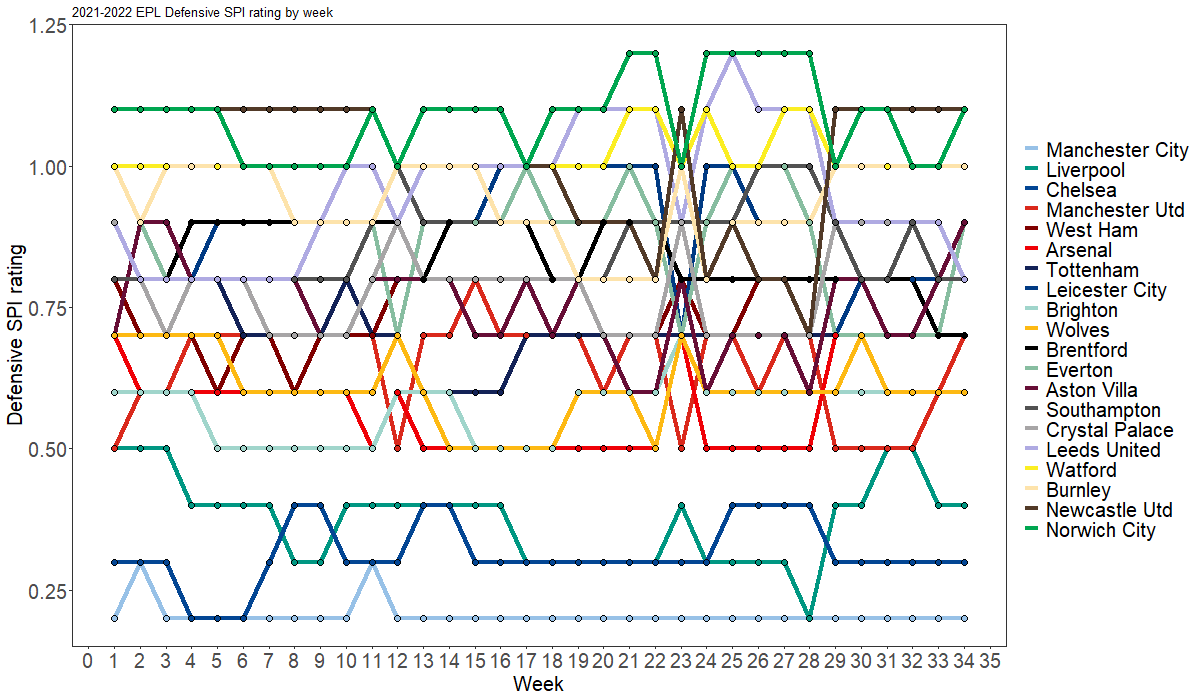 2021-2022 EPL Defensive SPI rating by week
Defensive SPI rating
1.25
1.00
0.75
0.50
0.25
0 1 2 3 4 5 6 7 8 9 10 11 12 13 14 15 16 17 18 19 20 21 22 23 24 25 26 27 28 29 30 31 32 33 34 35
Week
Manchester City
Liverpool
Chelsea
Manchester Utd
West Ham
Arsenal
Tottenham
Leicester City
Brighton
Wolves
Brentford
Everton
Aston Villa
Southampton
Crystal Palace
Leeds United
Watford
Burnley
Newcastle Utd
Norwich City